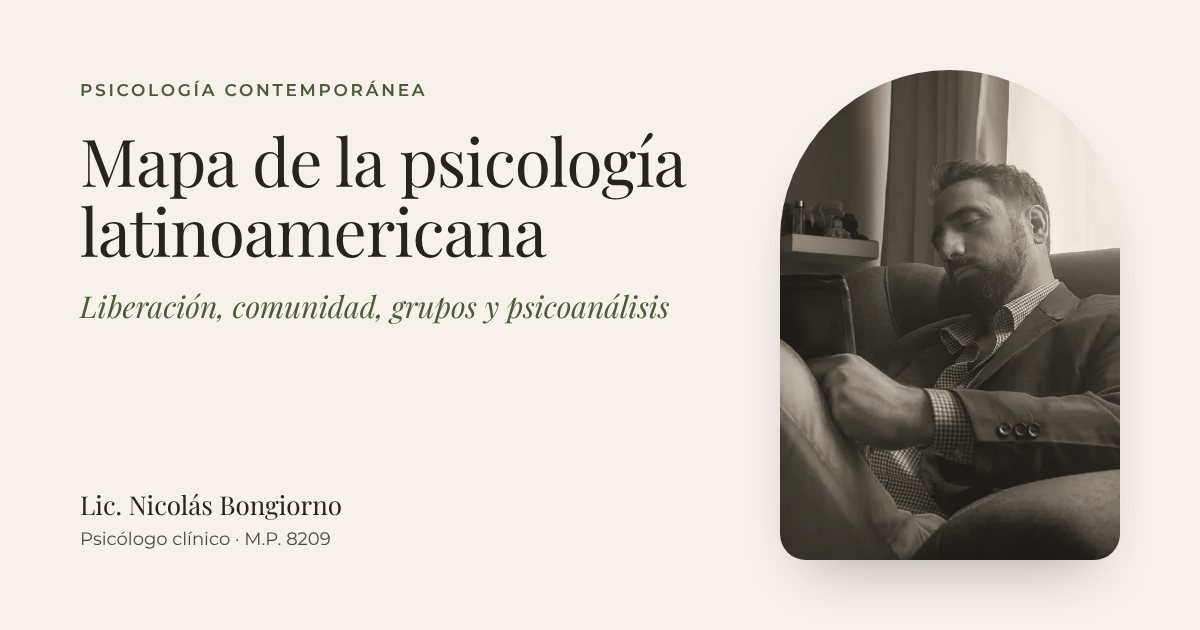 PSICOLOGÍA CONTEMPORÁNEA
Mapa de la psicología
latinoamericana
Liberación, comunidad, grupos y psicoanálisis
Lic. Nicolás Bongiorno
Psicólogo clínico · M.P. 8209